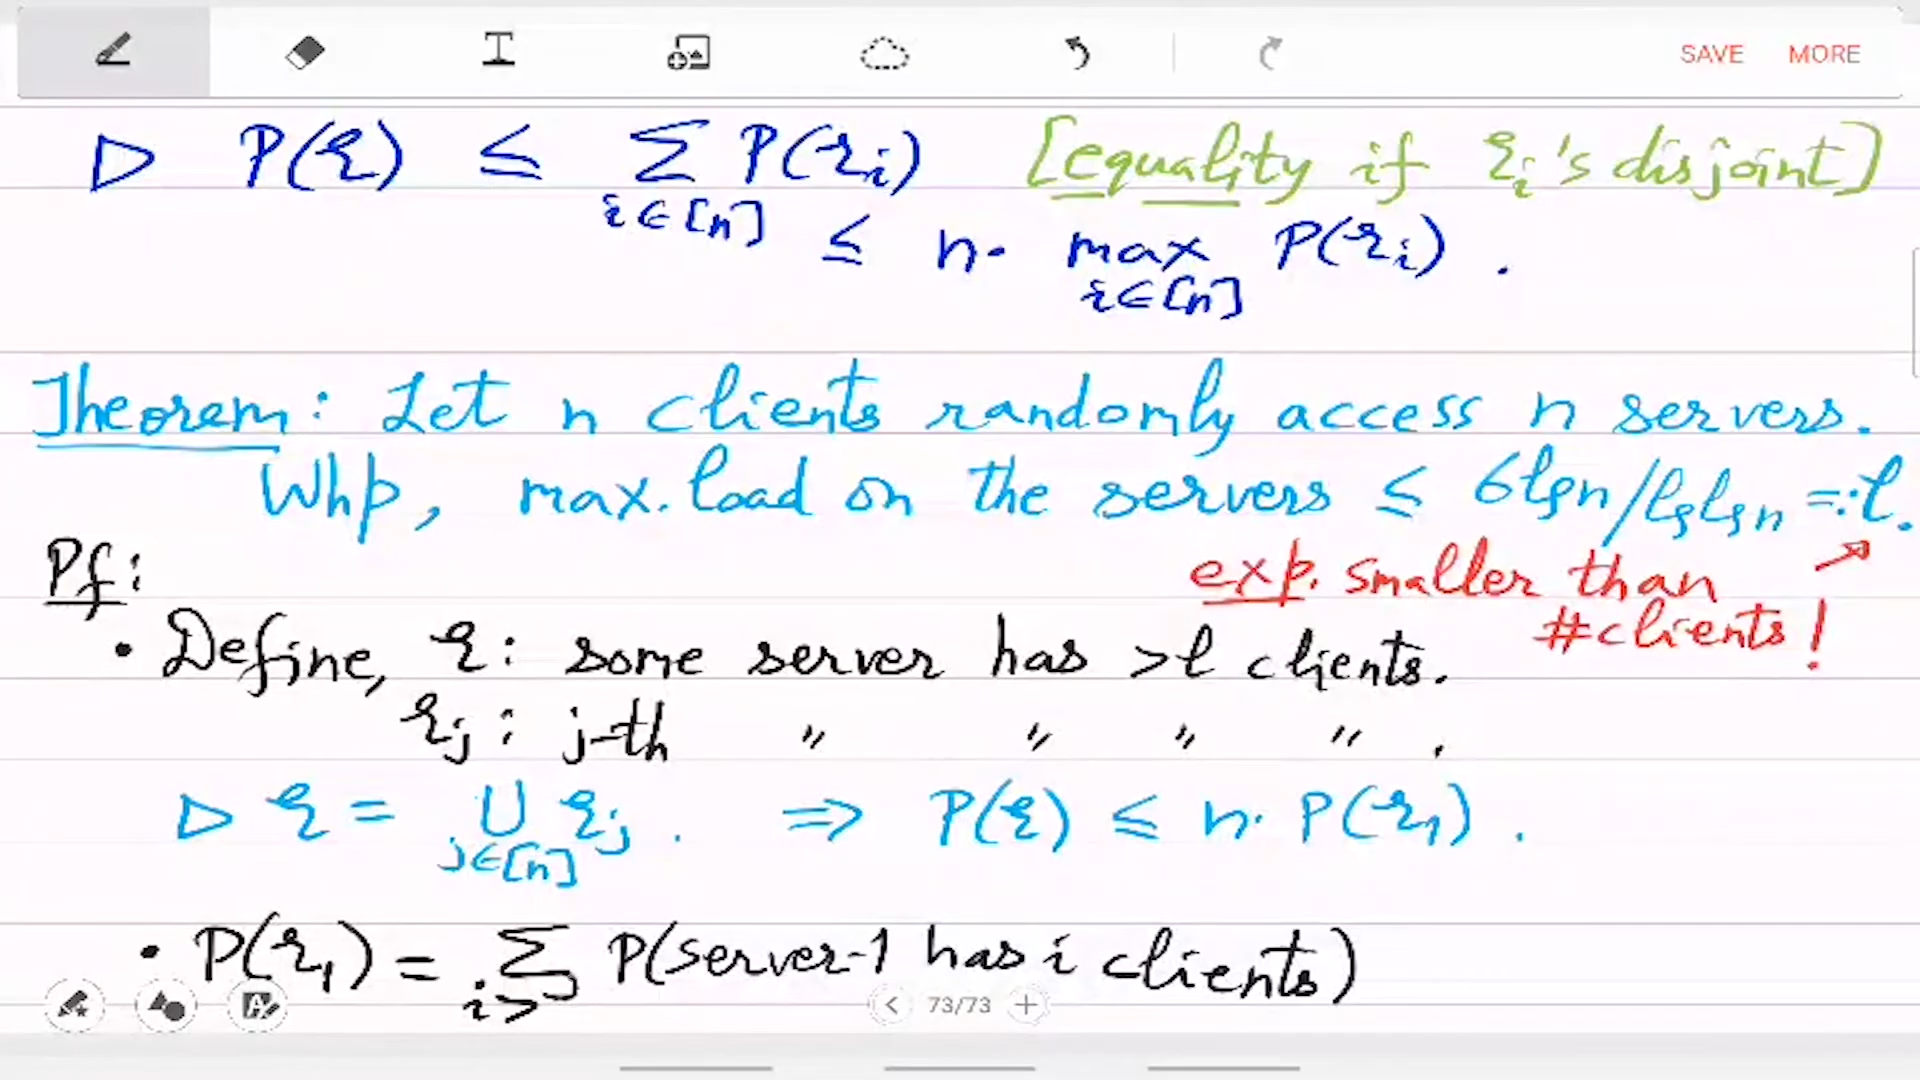 SAVE MORE
▷ P(ℰ) ≤ Σ_{i∈[n]} P(ℰ_i) [equality if ℰ_i's disjoint]
≤ n. max_{i∈[n]} P(ℰ_i).
Theorem: Let n clients randomly access n servers.
Whp, max. load on the servers ≤ 6lgn/lglgn =: l.
exp. smaller than
#clients!
Pf:
• Define, ℰ: some server has >l clients.
ℰ_j: j-th " " " " .
▷ ℰ = ∪_{j∈[n]} ℰ_j. ⇒ P(ℰ) ≤ n. P(ℰ_1).
• P(ℰ_1) = Σ_{i>} P(server-1 has i clients)
73/73